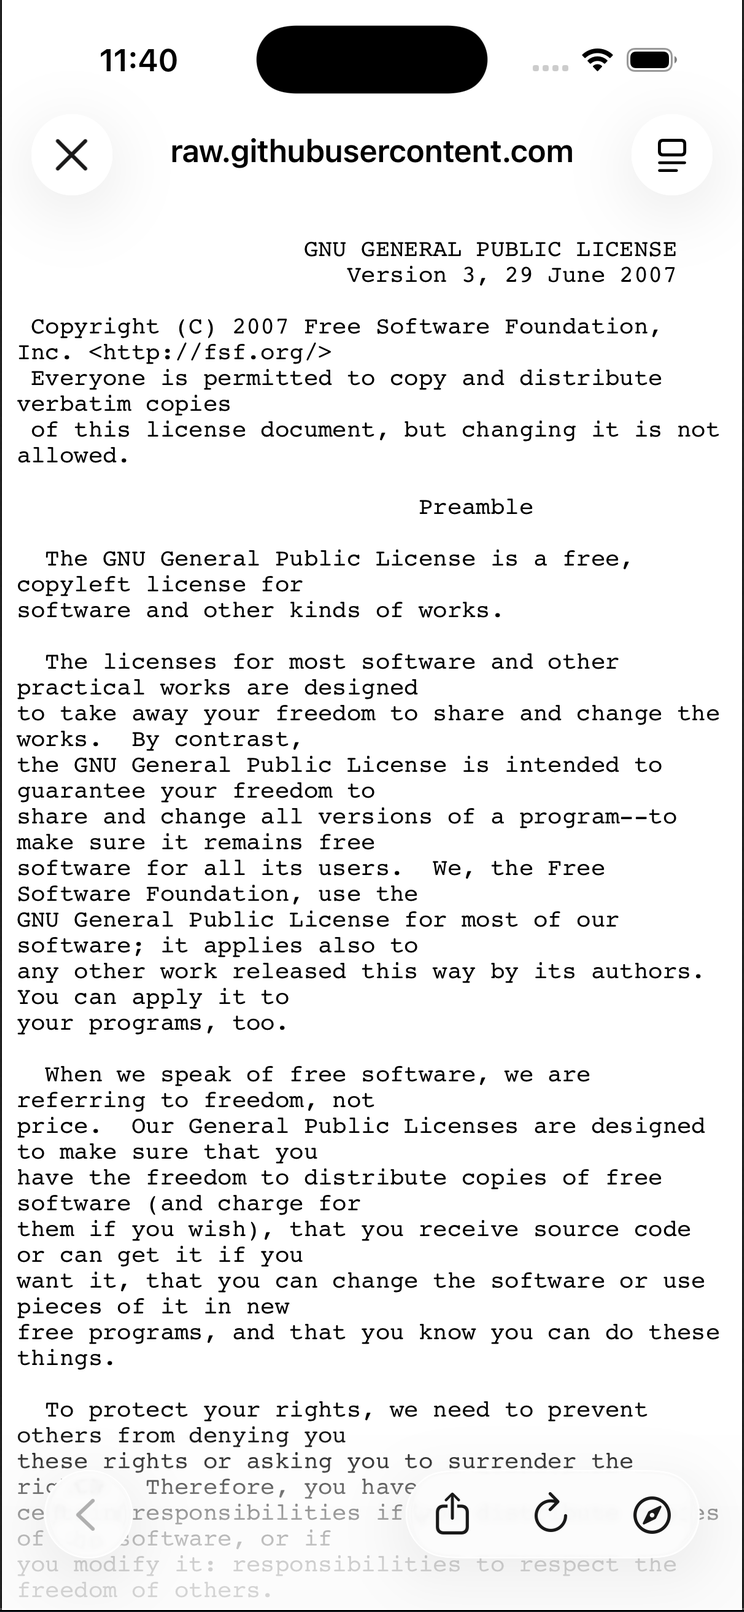 11:40
raw.githubusercontent.com
GNU GENERAL PUBLIC LICENSE
Version 3, 29 June 2007
Copyright (C) 2007 Free Software Foundation,
Inc. <http://fsf.org/>
Everyone is permitted to copy and distribute
verbatim copies
of this license document, but changing it is not
allowed.
Preamble
The GNU General Public License is a free,
copyleft license for
software and other kinds of works.
The licenses for most software and other
practical works are designed
to take away your freedom to share and change the
works.  By contrast,
the GNU General Public License is intended to
guarantee your freedom to
share and change all versions of a program--to
make sure it remains free
software for all its users.  We, the Free
Software Foundation, use the
GNU General Public License for most of our
software; it applies also to
any other work released this way by its authors.
You can apply it to
your programs, too.
When we speak of free software, we are
referring to freedom, not
price.  Our General Public Licenses are designed
to make sure that you
have the freedom to distribute copies of free
software (and charge for
them if you wish), that you receive source code
or can get it if you
want it, that you can change the software or use
pieces of it in new
free programs, and that you know you can do these
things.
To protect your rights, we need to prevent
others from denying you
these rights or asking you to surrender the
Therefore, you have
responsibilities if
of software, or if
you modify it: responsibilities to respect the
freedom of others.